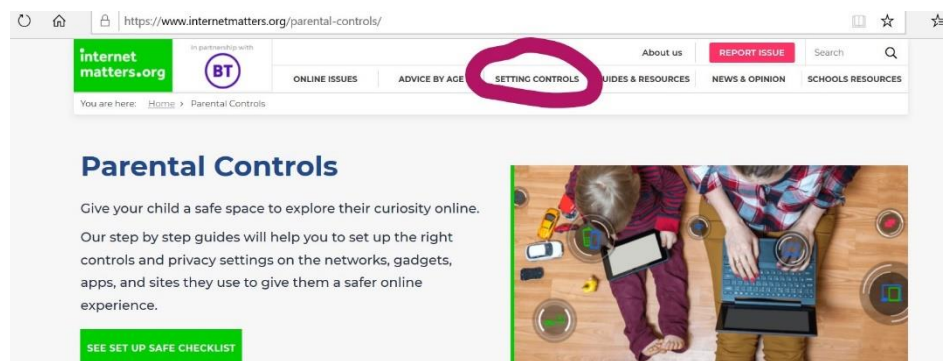 https://www.internetmatters.org/parental-controls/
internet
matters.org
in partnership with
BT
About us
REPORT ISSUE
Search
ONLINE ISSUES
ADVICE BY AGE
SETTING CONTROLS
GUIDES & RESOURCES
NEWS & OPINION
SCHOOLS RESOURCES
You are here: Home > Parental Controls
Parental Controls
Give your child a safe space to explore their curiosity online.
Our step by step guides will help you to set up the right
controls and privacy settings on the networks, gadgets,
apps, and sites they use to give them a safer online
experience.
SEE SET UP SAFE CHECKLIST